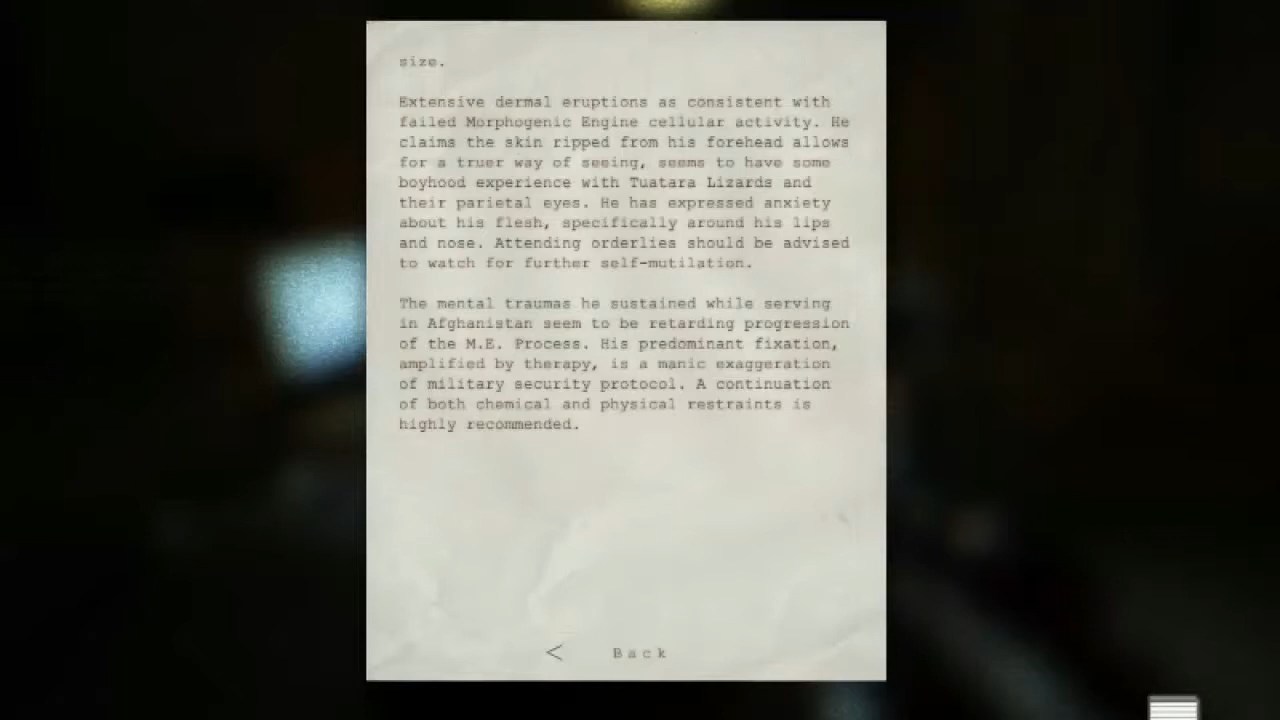 size.
Extensive dermal eruptions as consistent with
failed Morphogenic Engine cellular activity. He
claims the skin ripped from his forehead allows
for a truer way of seeing, seems to have some
boyhood experience with Tuatara Lizards and
their parietal eyes. He has expressed anxiety
about his flesh, specifically around his lips
and nose. Attending orderlies should be advised
to watch for further self-mutilation.
The mental traumas he sustained while serving
in Afghanistan seem to be retarding progression
of the M.E. Process. His predominant fixation,
amplified by therapy, is a manic exaggeration
of military security protocol. A continuation
of both chemical and physical restraints is
highly recommended.
< Back